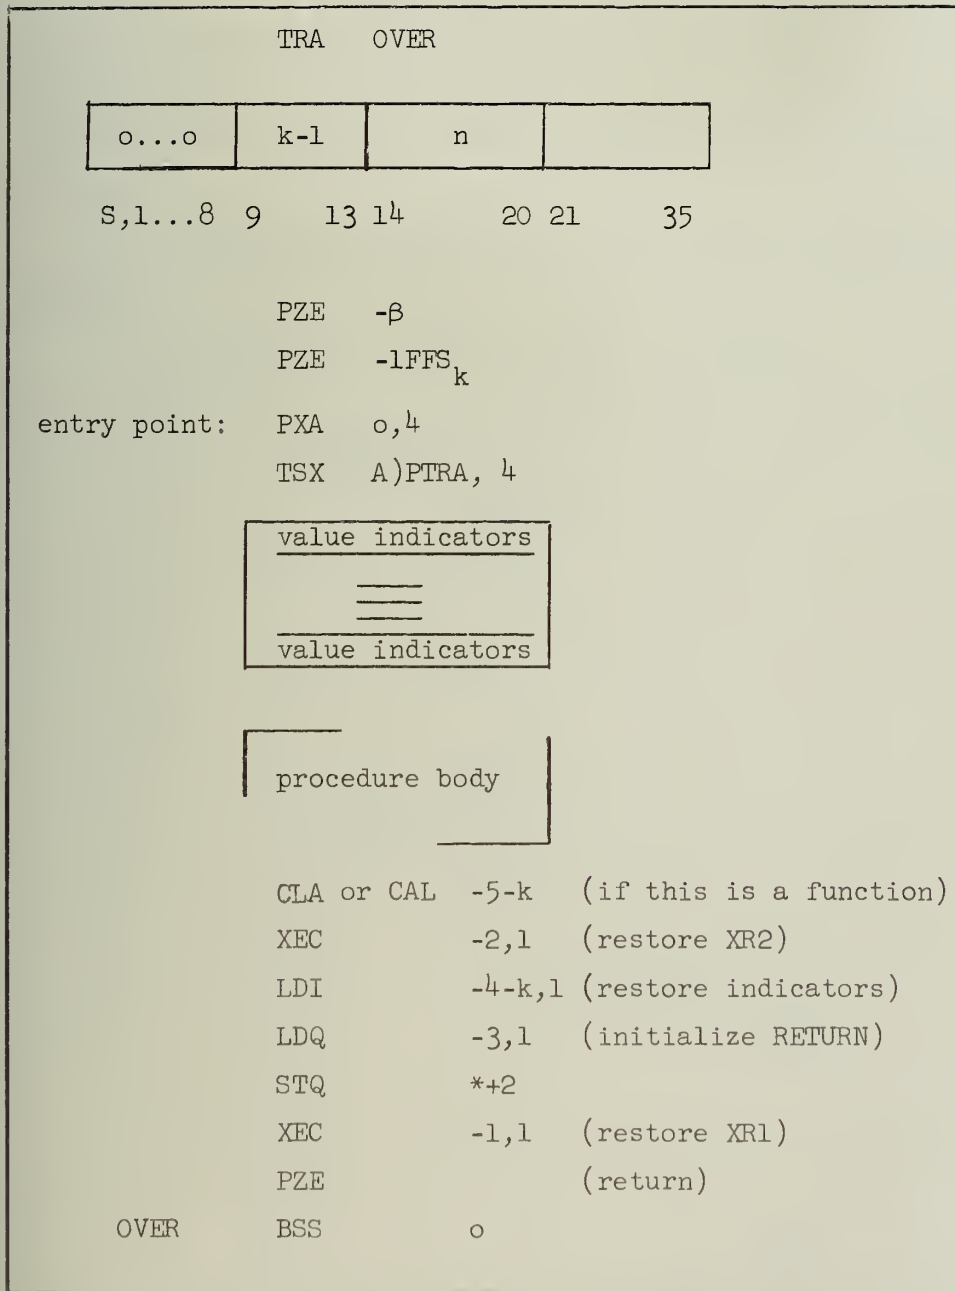 TRA OVER
o...o k-1 n
S,1...8 9 13 14 20 21 35
PZE -β
PZE -1FFSk
entry point: PXA o,4
TSX A)PTRA, 4
value indicators
value indicators
procedure body
CLA or CAL -5-k (if this is a function)
XEC -2,1 (restore XR2)
LDI -4-k,1 (restore indicators)
LDQ -3,1 (initialize RETURN)
STQ *+2
XEC -1,1 (restore XR1)
PZE (return)
OVER BSS o